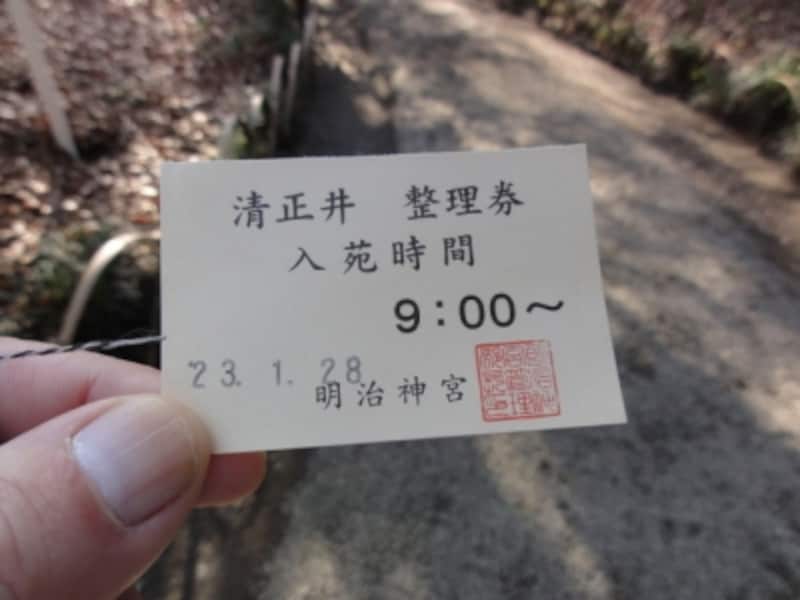 清正井 整理券
入苑時間
9:00〜
'23.1.28
明治神宮